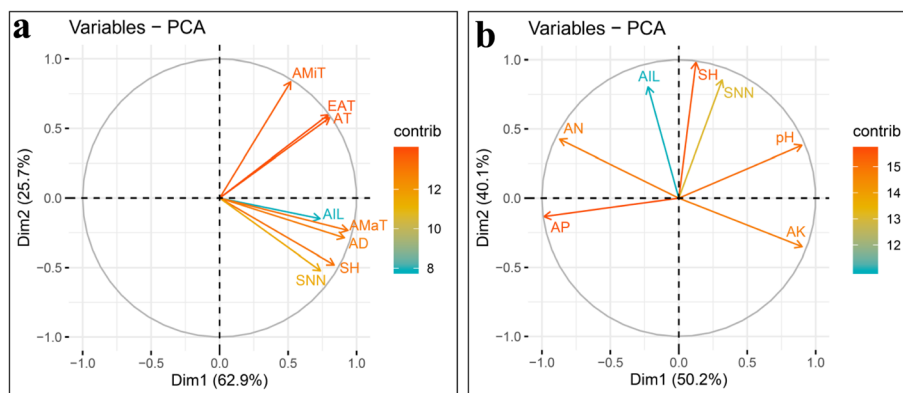 a
Variables − PCA
1.0
0.5
0.0
−0.5
−1.0
Dim2 (25.7%)
AMiT
EAT
AT
AIL
AMaT
AD
SH
SNN
−1.0 −0.5 0.0 0.5 1.0
Dim1 (62.9%)
contrib
12
10
8
b
Variables − PCA
1.0
0.5
0.0
−0.5
−1.0
Dim2 (40.1%)
AIL
SH
SNN
AN
pH
AP
AK
−1.0 −0.5 0.0 0.5 1.0
Dim1 (50.2%)
contrib
15
14
13
12